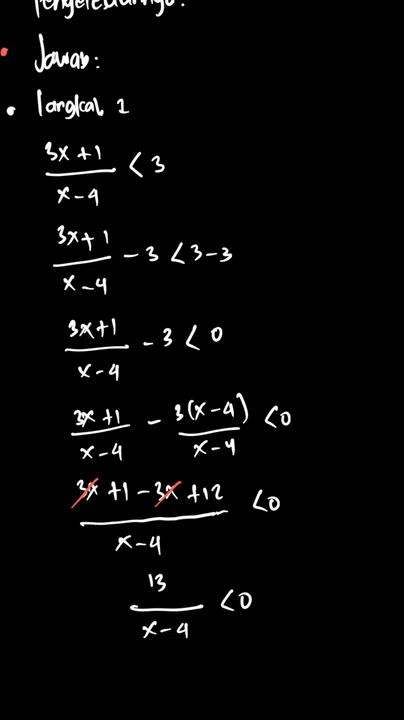 Jawab:
Langkah 1
(3x+1)/(x-4) < 3
(3x+1)/(x-4) - 3 < 3-3
(3x+1)/(x-4) - 3 < 0
(3x+1)/(x-4) - 3(x-4)/(x-4) < 0
(3x+1-3x+12)/(x-4) < 0
13/(x-4) < 0